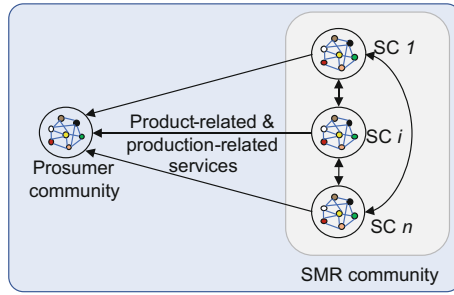 SC 1
Product-related &
production-related
services
SC i
Prosumer
community
SC n
SMR community